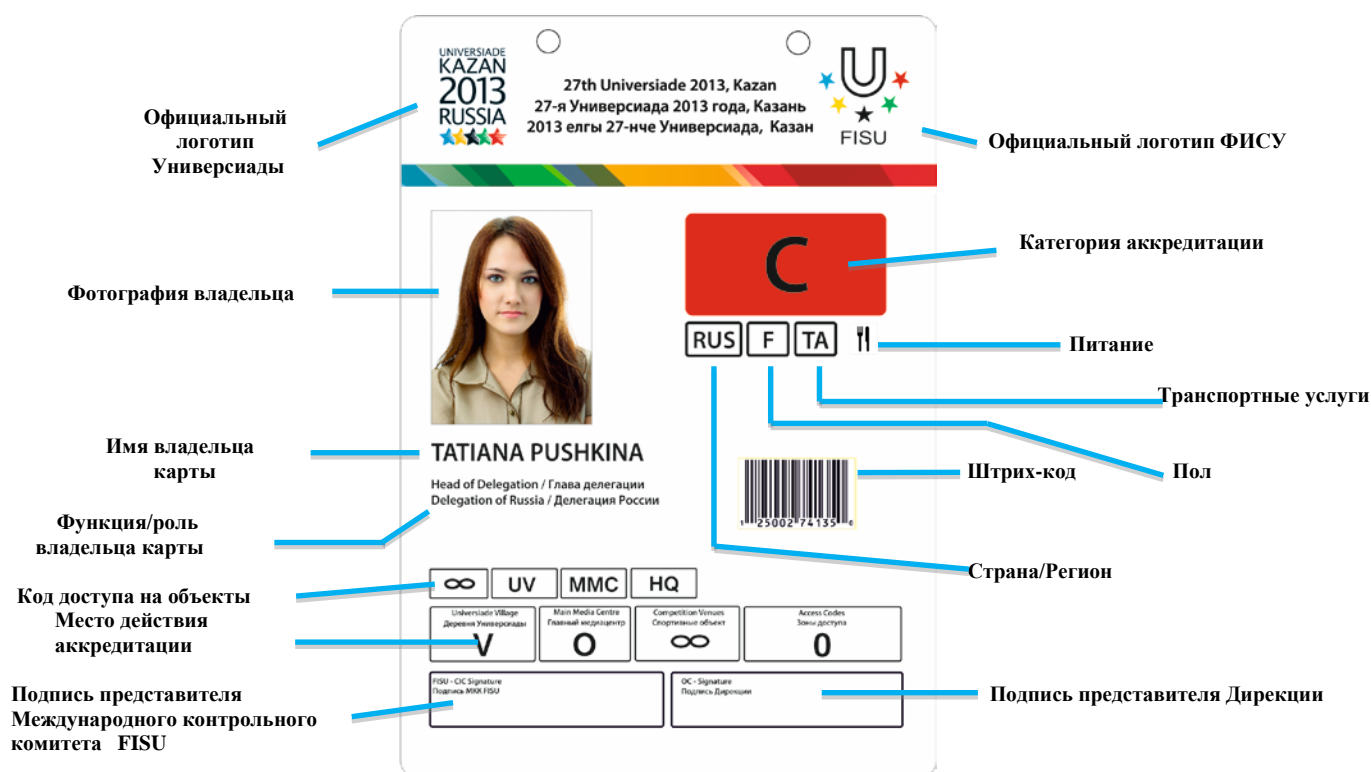 UNIVERSIADE
KAZAN
2013
RUSSIA
27th Universiade 2013, Kazan
27-я Универсиада 2013 года, Казань
2013 елгы 27-нче Универсиада, Казан
U
FISU
Официальный
логотип
Универсиады
Официальный логотип ФИСУ
C
Категория аккредитации
Фотография владельца
RUS F TA
Питание
Транспортные услуги
Имя владельца
карты
TATIANA PUSHKINA
Head of Delegation / Глава делегации
Delegation of Russia / Делегация России
Штрих-код
Пол
1 25002 74135 0
Функция/роль
владельца карты
Страна/Регион
Код доступа на объекты
∞ UV MMC HQ
Место действия
аккредитации
Universiade Village
Деревня Универсиады
V
Main Media Centre
Главный медиацентр
O
Competition Venues
Спортивные объект
∞
Access Codes
Зоны доступа
0
Подпись представителя
Международного контрольного
комитета FISU
FISU - CIC Signature
Подпись МКК FISU
OC - Signature
Подпись Дирекции
Подпись представителя Дирекции